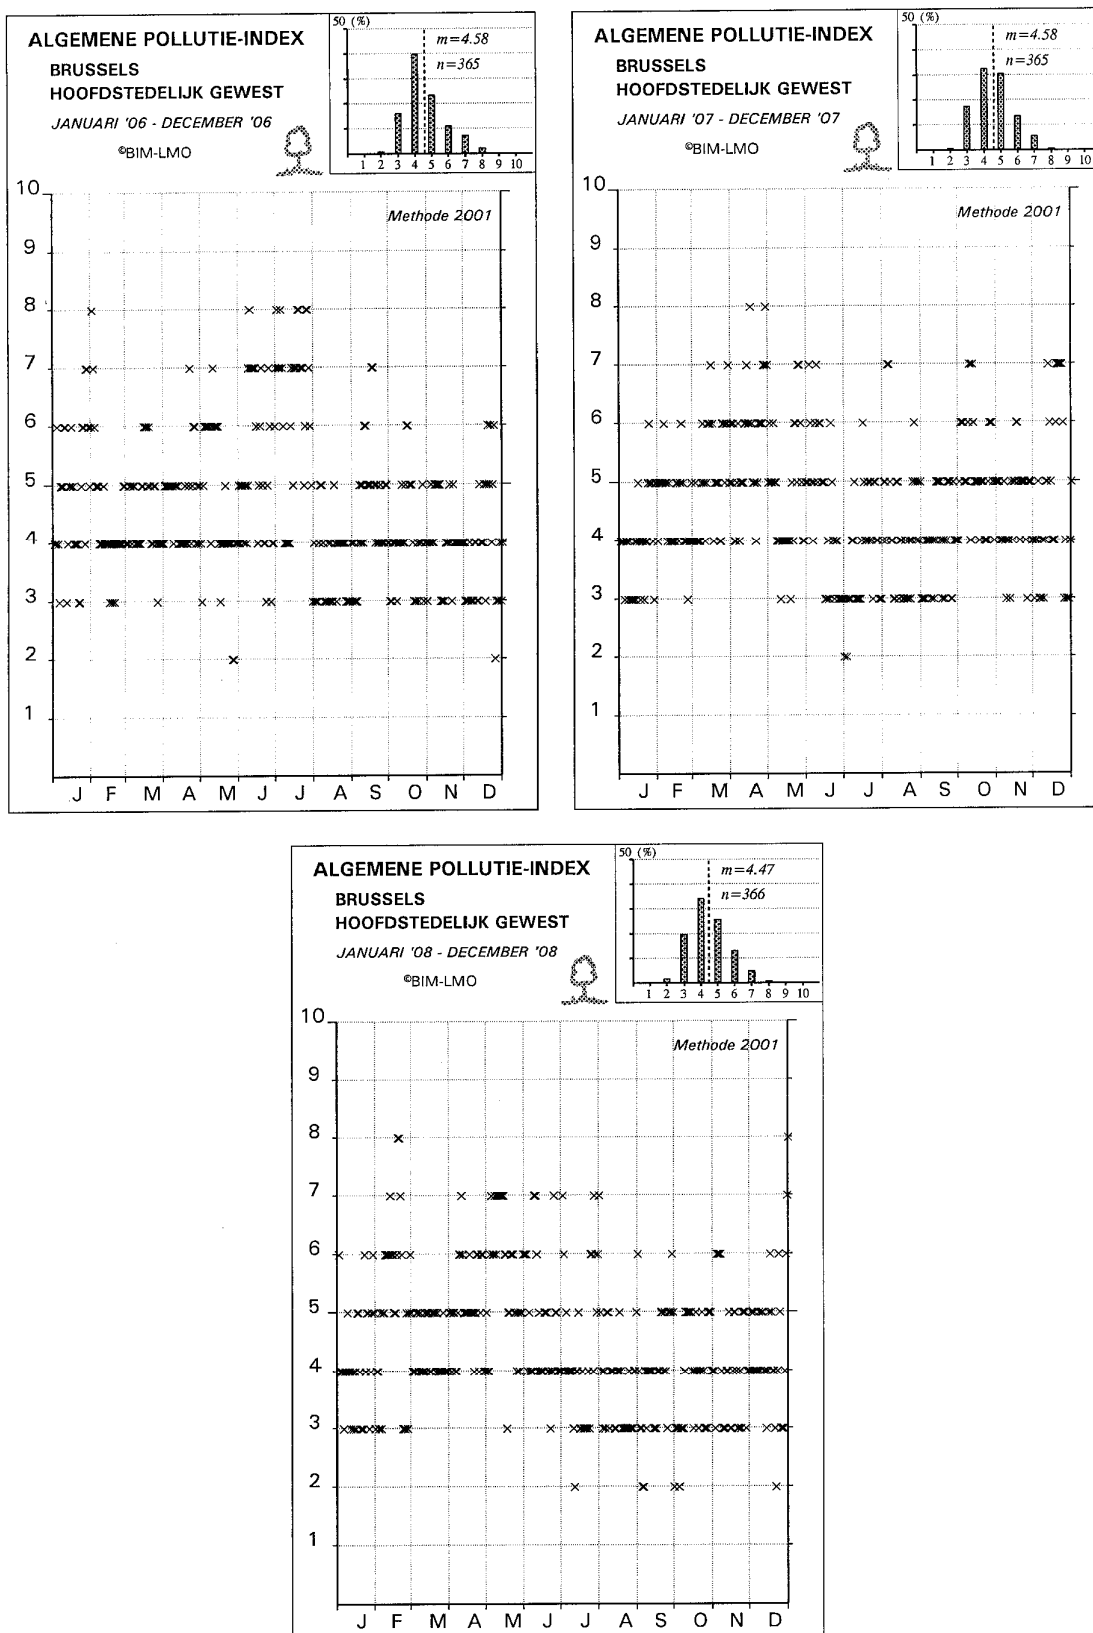 ALGEMENE POLLUTIE-INDEX
BRUSSELS
HOOFDSTEDELIJK GEWEST
JANUARI '06 - DECEMBER '06
©BIM-LMO
50 (%)
m=4.58
n=365
1 2 3 4 5 6 7 8 9 10
Methode 2001
10
9
8
7
6
5
4
3
2
1
J F M A M J J A S O N D
ALGEMENE POLLUTIE-INDEX
BRUSSELS
HOOFDSTEDELIJK GEWEST
JANUARI '07 - DECEMBER '07
©BIM-LMO
50 (%)
m=4.58
n=365
1 2 3 4 5 6 7 8 9 10
Methode 2001
10
9
8
7
6
5
4
3
2
1
J F M A M J J A S O N D
ALGEMENE POLLUTIE-INDEX
BRUSSELS
HOOFDSTEDELIJK GEWEST
JANUARI '08 - DECEMBER '08
©BIM-LMO
50 (%)
m=4.47
n=366
1 2 3 4 5 6 7 8 9 10
Methode 2001
10
9
8
7
6
5
4
3
2
1
J F M A M J J A S O N D